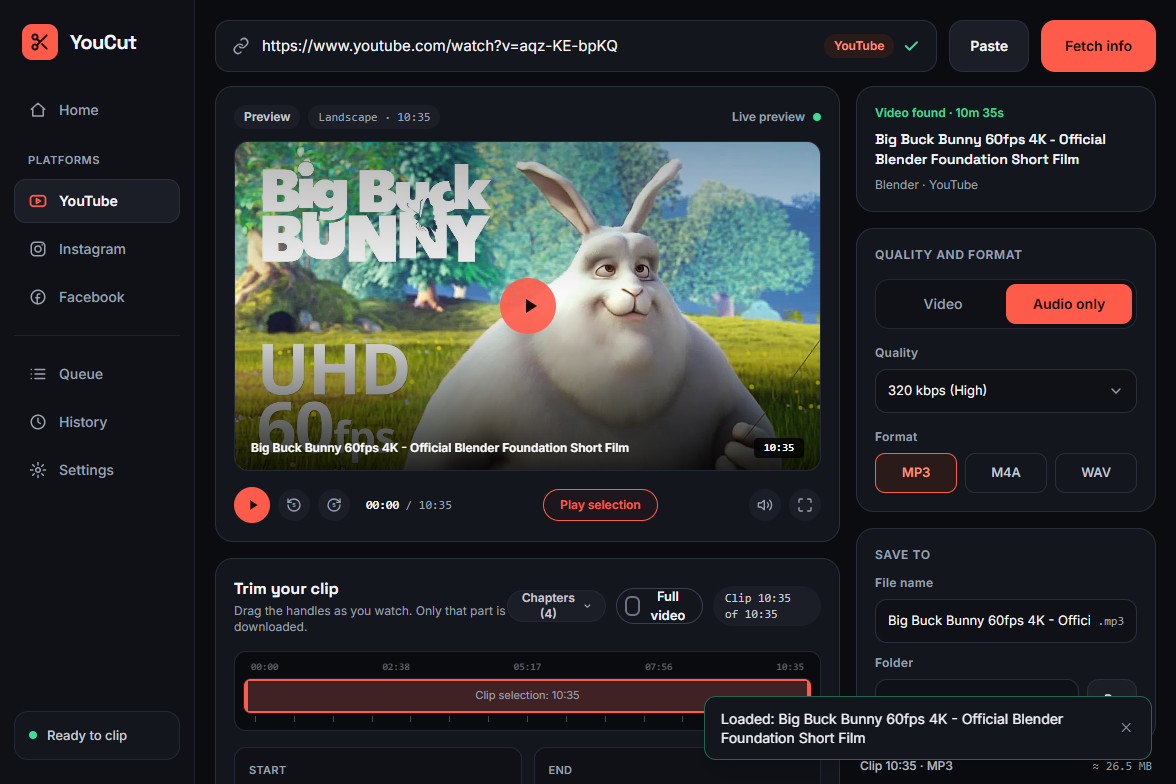 YouCut
https://www.youtube.com/watch?v=aqz-KE-bpKQ
YouTube
Paste
Fetch info
Home
PLATFORMS
YouTube
Instagram
Facebook
Queue
History
Settings
Ready to clip
Preview
Landscape · 10:35
Live preview
Big Buck
BUNNY
UHD
60fps
Big Buck Bunny 60fps 4K - Official Blender Foundation Short Film
10:35
5
5
00:00 / 10:35
Play selection
Trim your clip
Drag the handles as you watch. Only that part is
downloaded.
Chapters
(4)
Full
video
Clip 10:35
of 10:35
00:00
02:38
05:17
07:56
10:35
Clip selection: 10:35
START
END
Video found · 10m 35s
Big Buck Bunny 60fps 4K - Official
Blender Foundation Short Film
Blender · YouTube
QUALITY AND FORMAT
Video
Audio only
Quality
320 kbps (High)
Format
MP3
M4A
WAV
SAVE TO
File name
Big Buck Bunny 60fps 4K - Offici
.mp3
Folder
Loaded: Big Buck Bunny 60fps 4K - Official Blender
Foundation Short Film
Clip 10:35 · MP3
≈ 26.5 MB